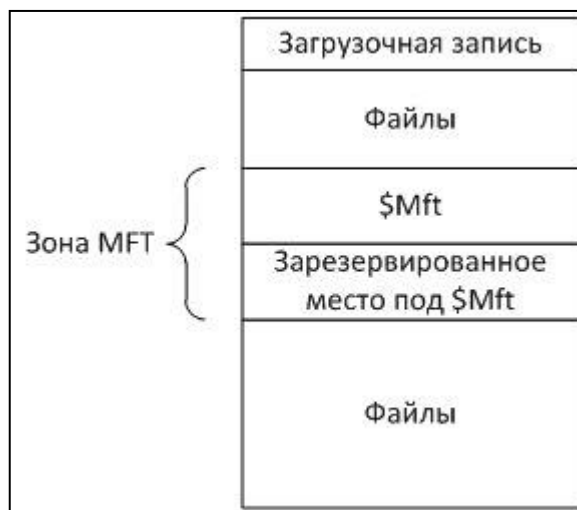 Загрузочная запись
Файлы
$Mft
Зона MFT
Зарезервированное
место под $Mft
Файлы